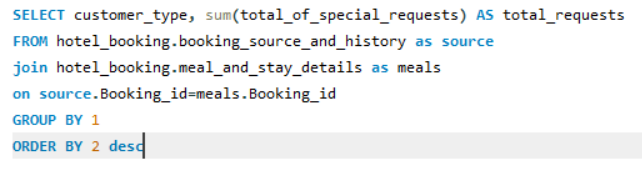 SELECT customer_type, sum(total_of_special_requests) AS total_requests
FROM hotel_booking.booking_source_and_history as source
join hotel_booking.meal_and_stay_details as meals
on source.Booking_id=meals.Booking_id
GROUP BY 1
ORDER BY 2 desc